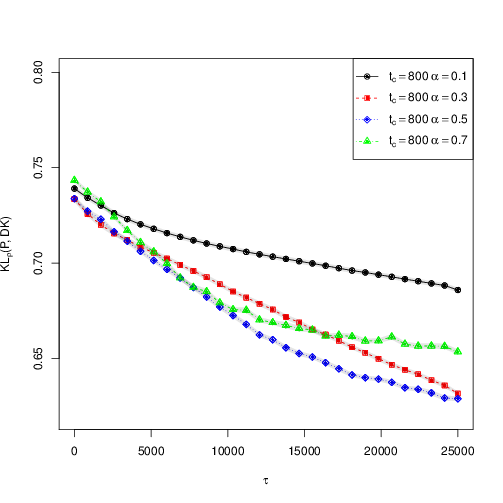 t_c = 800 α = 0.1
t_c = 800 α = 0.3
t_c = 800 α = 0.5
t_c = 800 α = 0.7
0.80
0.75
0.70
0.65
KL_p(P, DK)
0 5000 10000 15000 20000 25000
τ